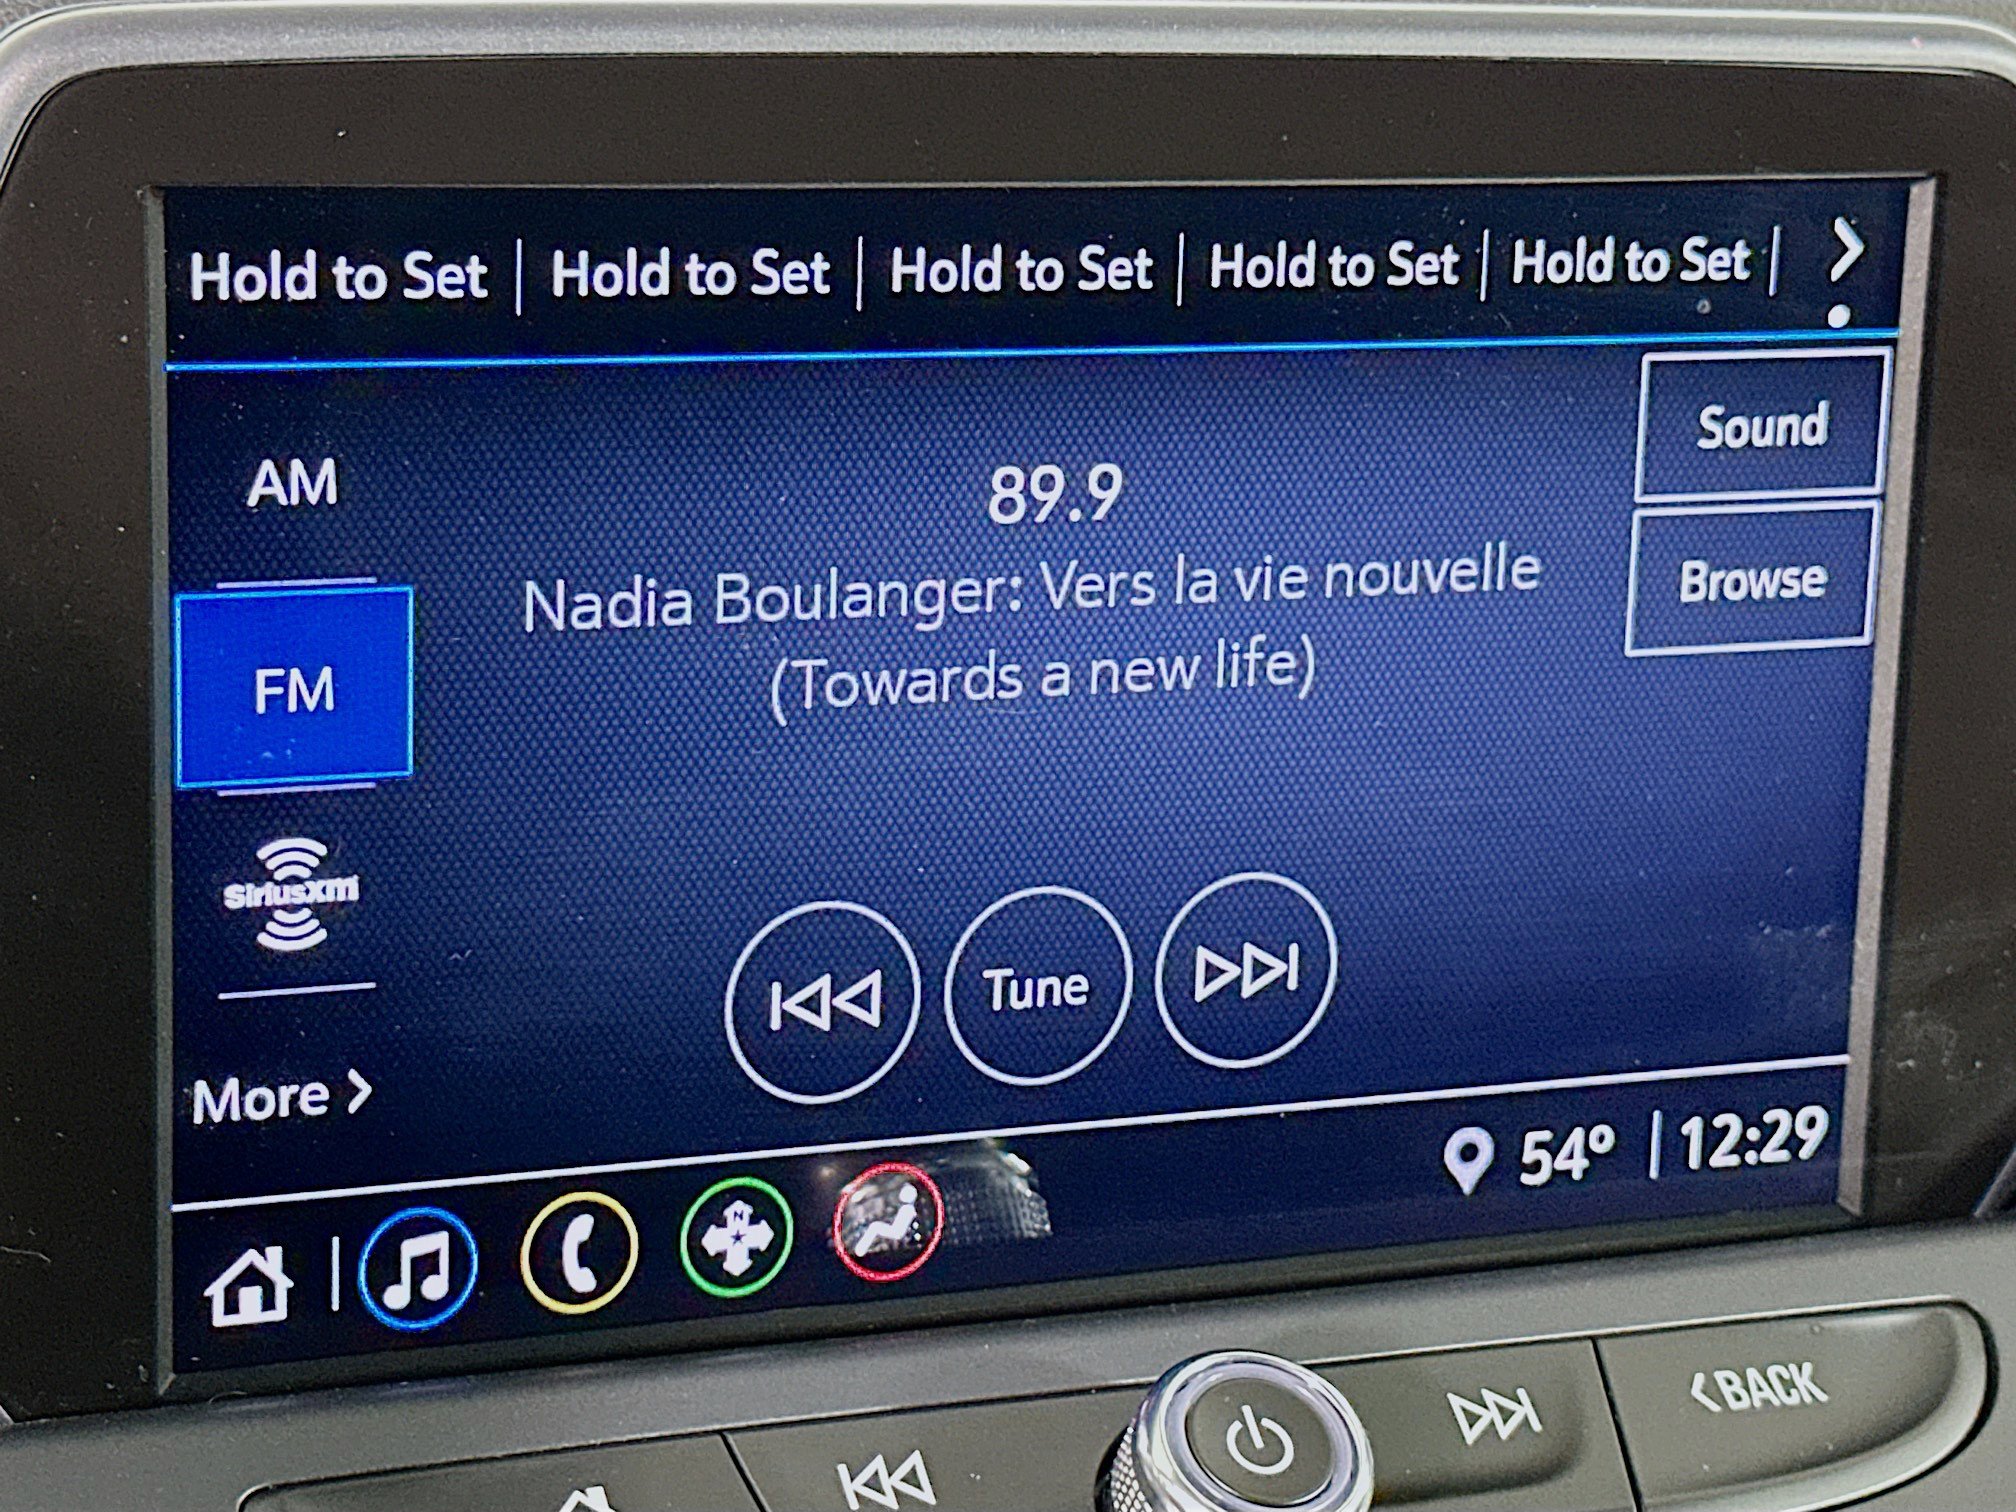 Hold to Set | Hold to Set | Hold to Set | Hold to Set | Hold to Set |
Sound
AM
89.9
Browse
Nadia Boulanger: Vers la vie nouvelle
(Towards a new life)
FM
SiriusXM
Tune
More
54° | 12:29
N
BACK